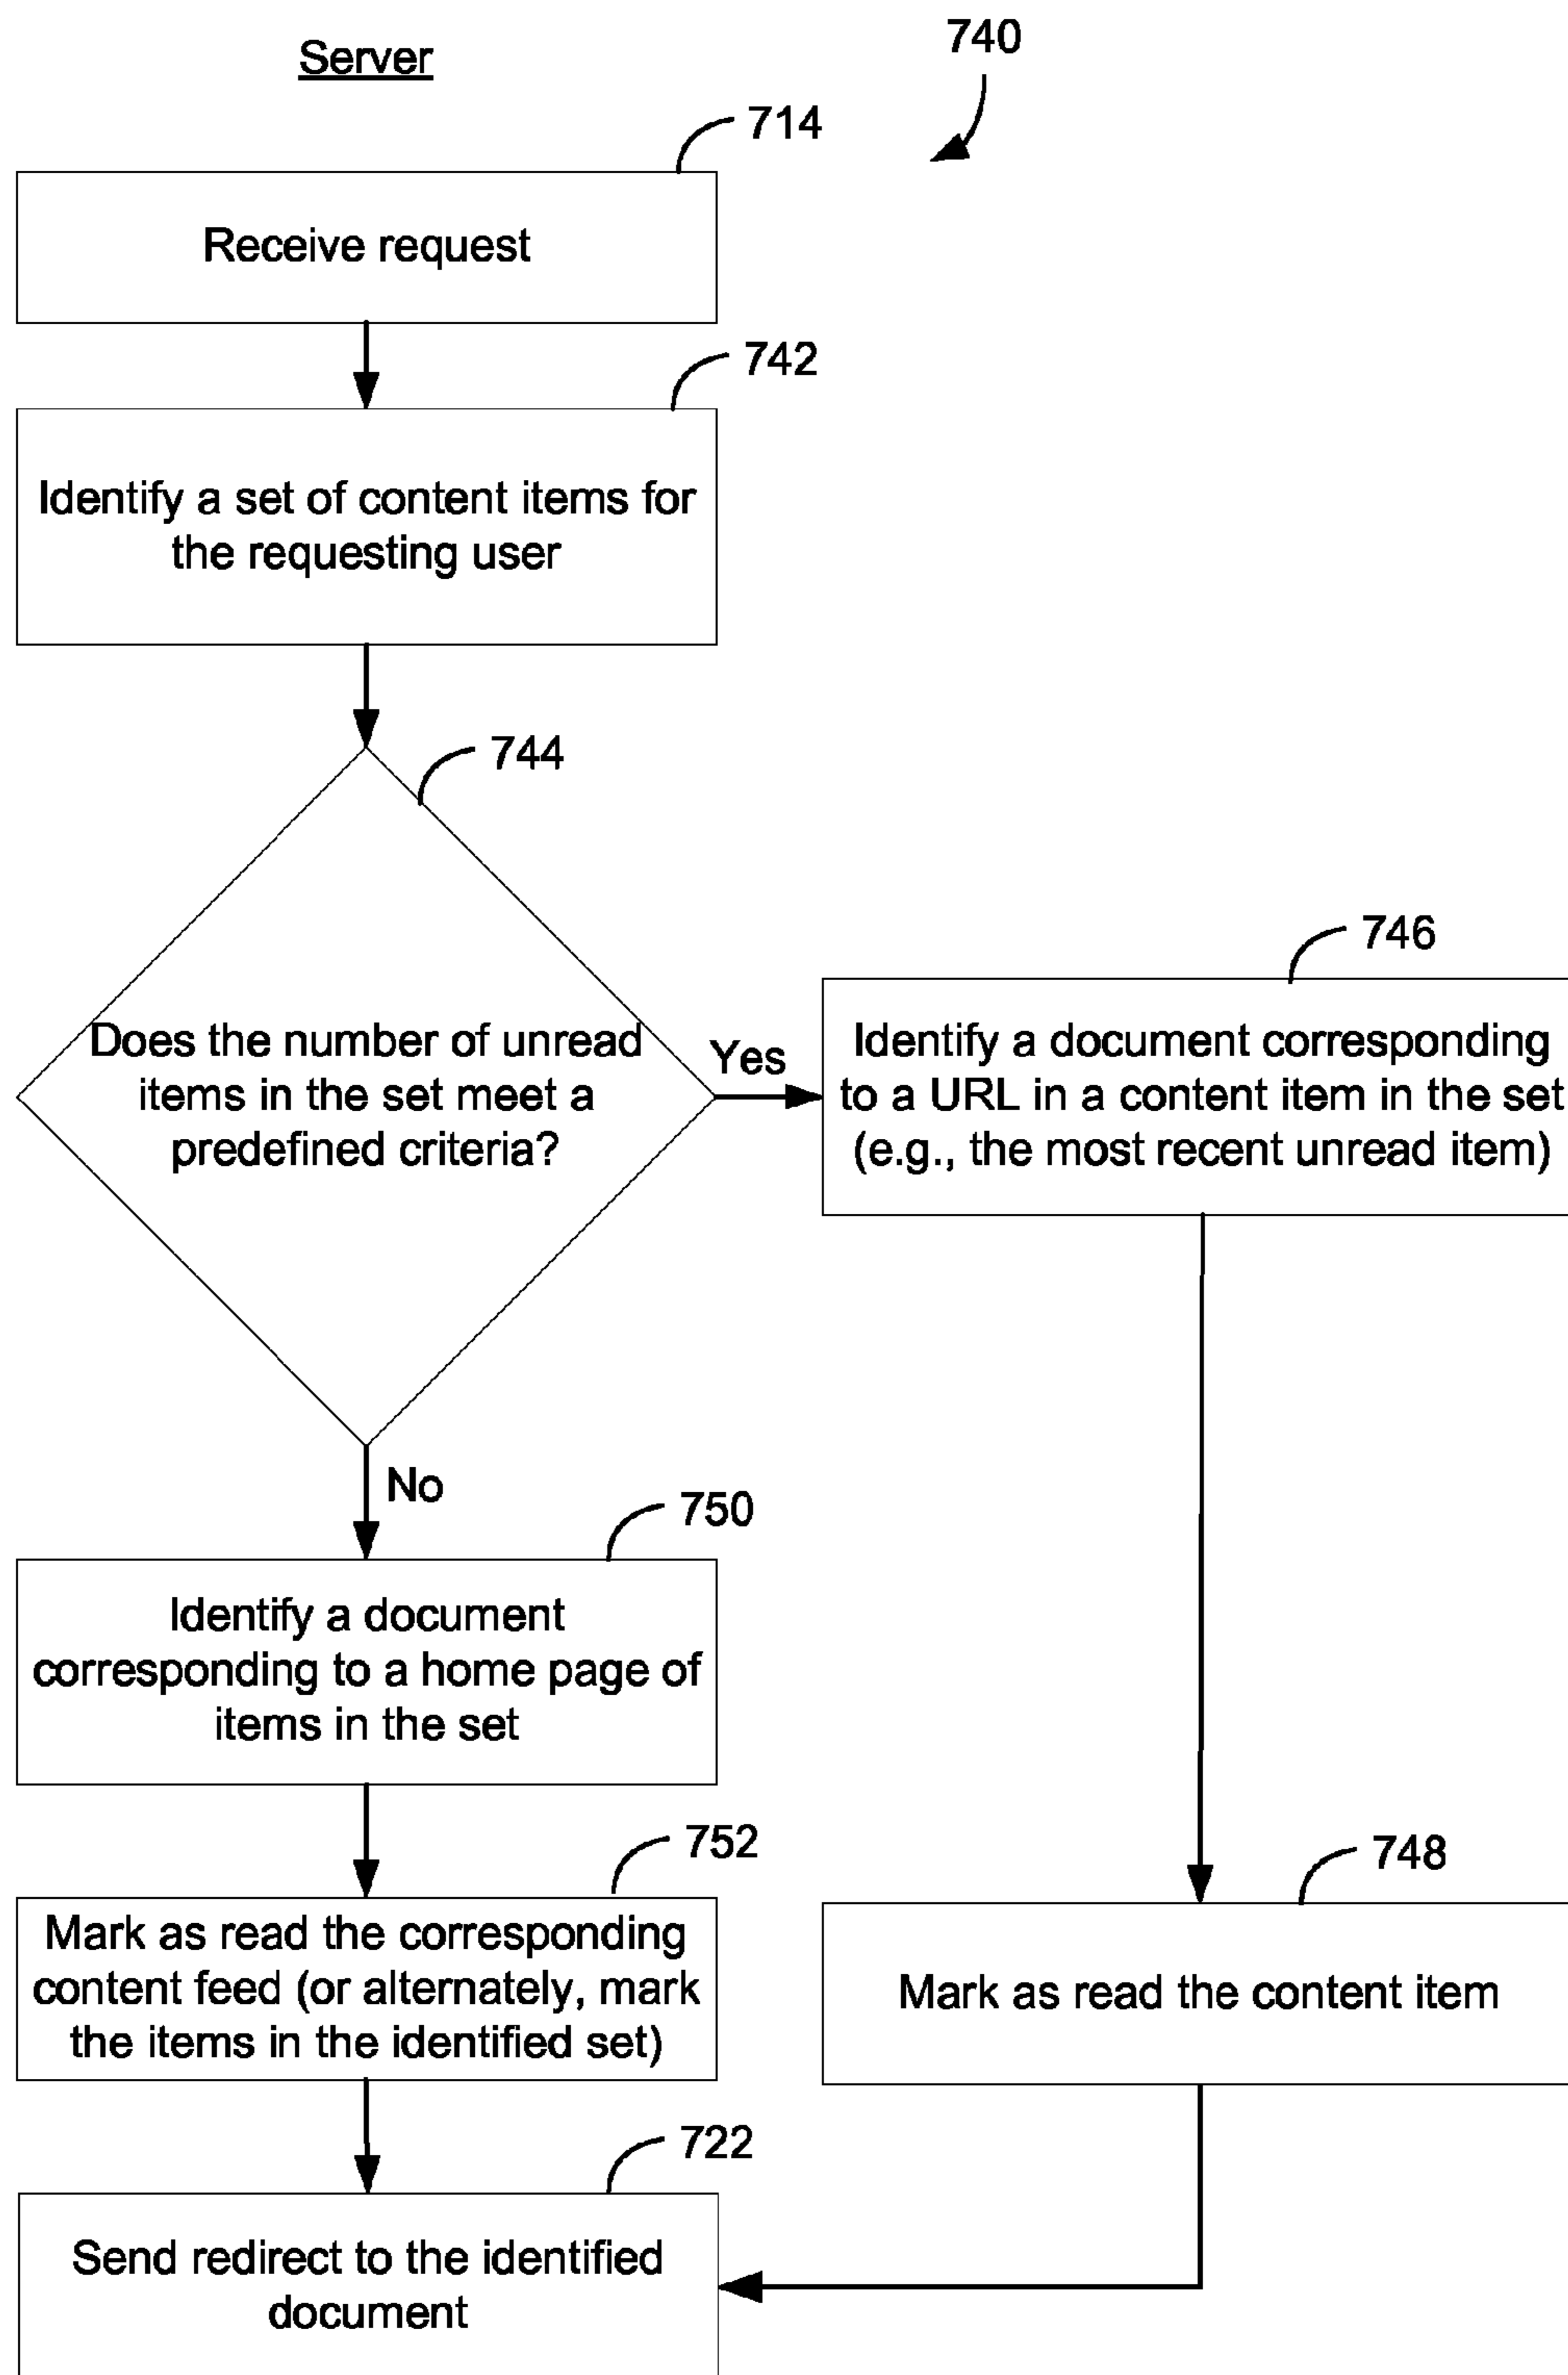 Server
740
714
Receive request
742
Identify a set of content items for
the requesting user
744
Does the number of unread
items in the set meet a
predefined criteria?
Yes
746
Identify a document corresponding
to a URL in a content item in the set
(e.g., the most recent unread item)
No
750
Identify a document
corresponding to a home page of
items in the set
752
Mark as read the corresponding
content feed (or alternately, mark
the items in the identified set)
748
Mark as read the content item
722
Send redirect to the identified
document